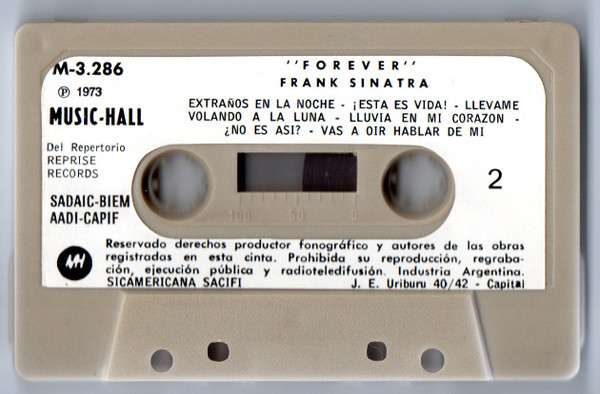 M-3.286
℗ 1973
MUSIC-HALL
Del Repertorio
REPRISE
RECORDS
SADAIC-BIEM
AADI-CAPIF
''FOREVER''
FRANK SINATRA
EXTRAÑOS EN LA NOCHE - ¡ESTA ES VIDA! - LLEVAME
VOLANDO A LA LUNA - LLUVIA EN MI CORAZON -
¿NO ES ASI? - VAS A OIR HABLAR DE MI
2
100 50 0
MH
Reservado derechos productor fonográfico y autores de las obras
registradas en esta cinta. Prohibida su reproducción, regraba-
ción, ejecución pública y radioteledifusión. Industria Argentina.
SICAMERICANA SACIFI J. E. Uriburu 40/42 - Capital